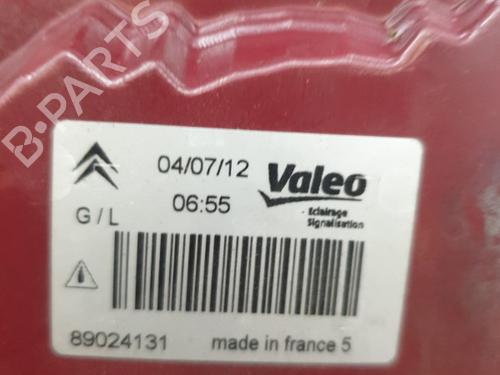 B-PARTS
04/07/12
Valeo
06:55
Eclairage
Signalisation
G / L
89024131
made in france 5